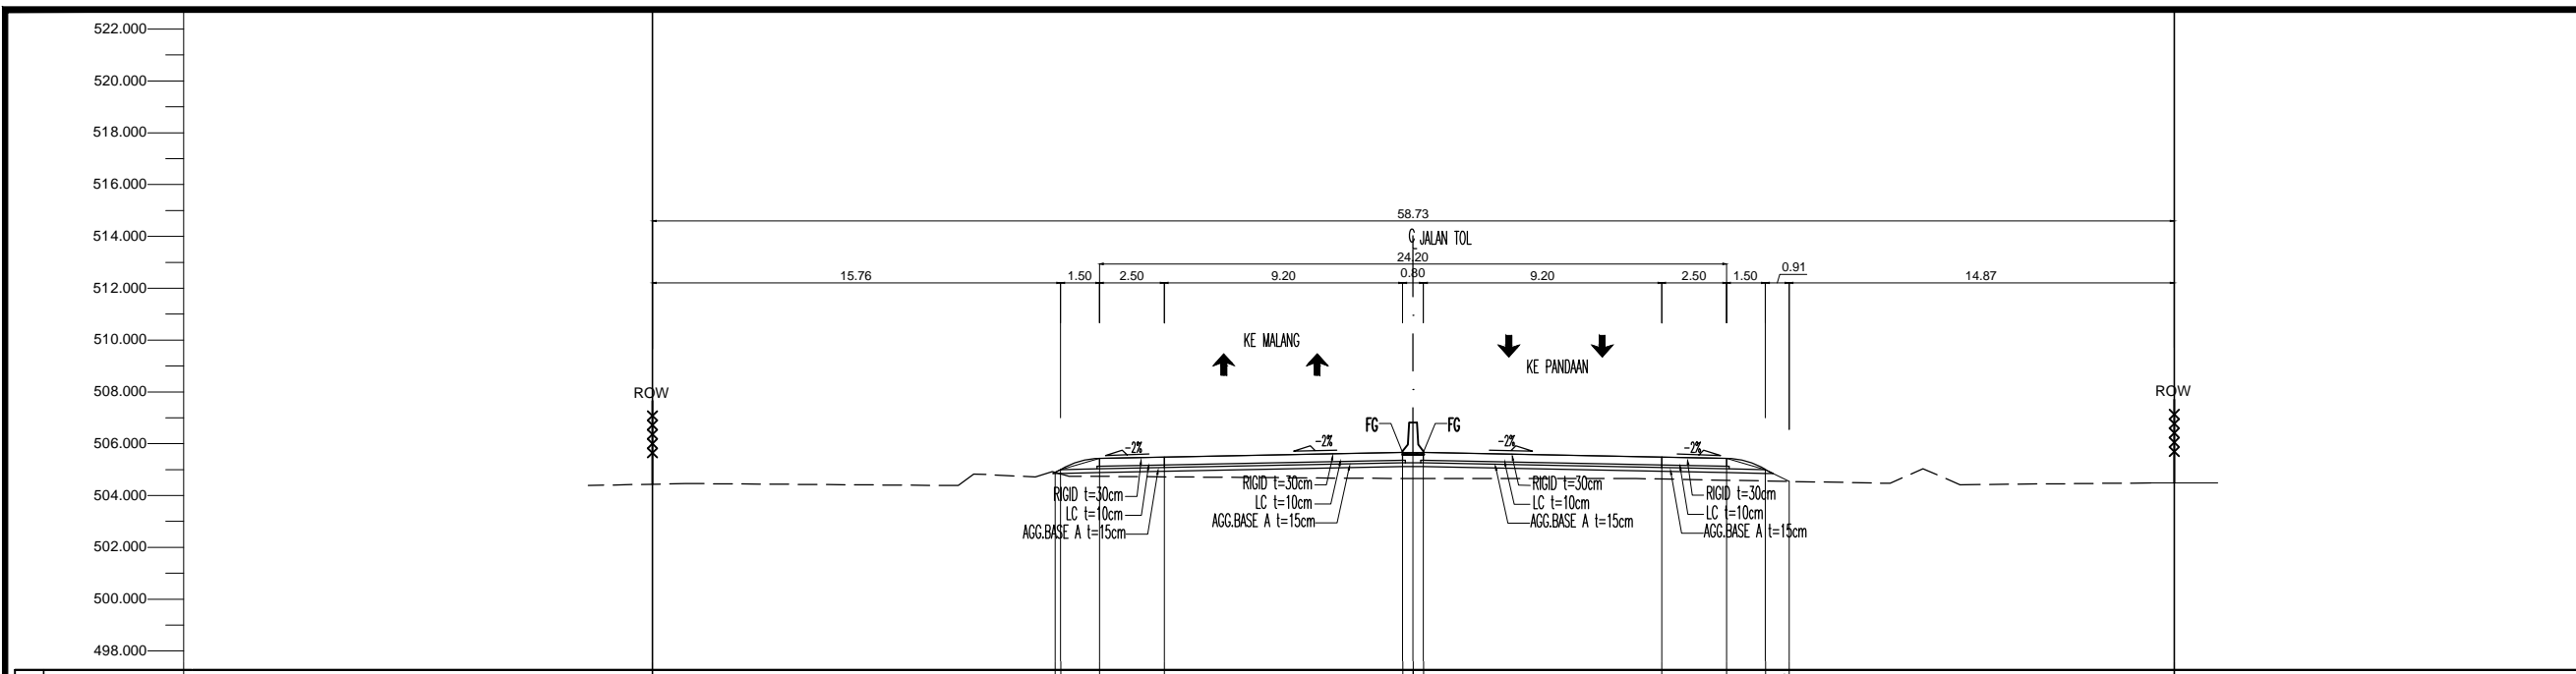 522.000
520.000
518.000
516.000
514.000
512.000
510.000
508.000
506.000
504.000
502.000
500.000
498.000
58.73
℄ JALAN TOL
24.20
15.76 1.50 2.50 9.20 0.80 9.20 2.50 1.50 0.91 14.87
KE MALANG
KE PANDAAN
ROW
ROW
FG FG
-2% -2% -2% -2%
RIGID t=30cm
LC t=10cm
AGG.BASE A t=15cm
RIGID t=30cm
LC t=10cm
AGG.BASE A t=15cm
RIGID t=30cm
LC t=10cm
AGG.BASE A t=15cm
RIGID t=30cm
LC t=10cm
AGG.BASE A t=15cm